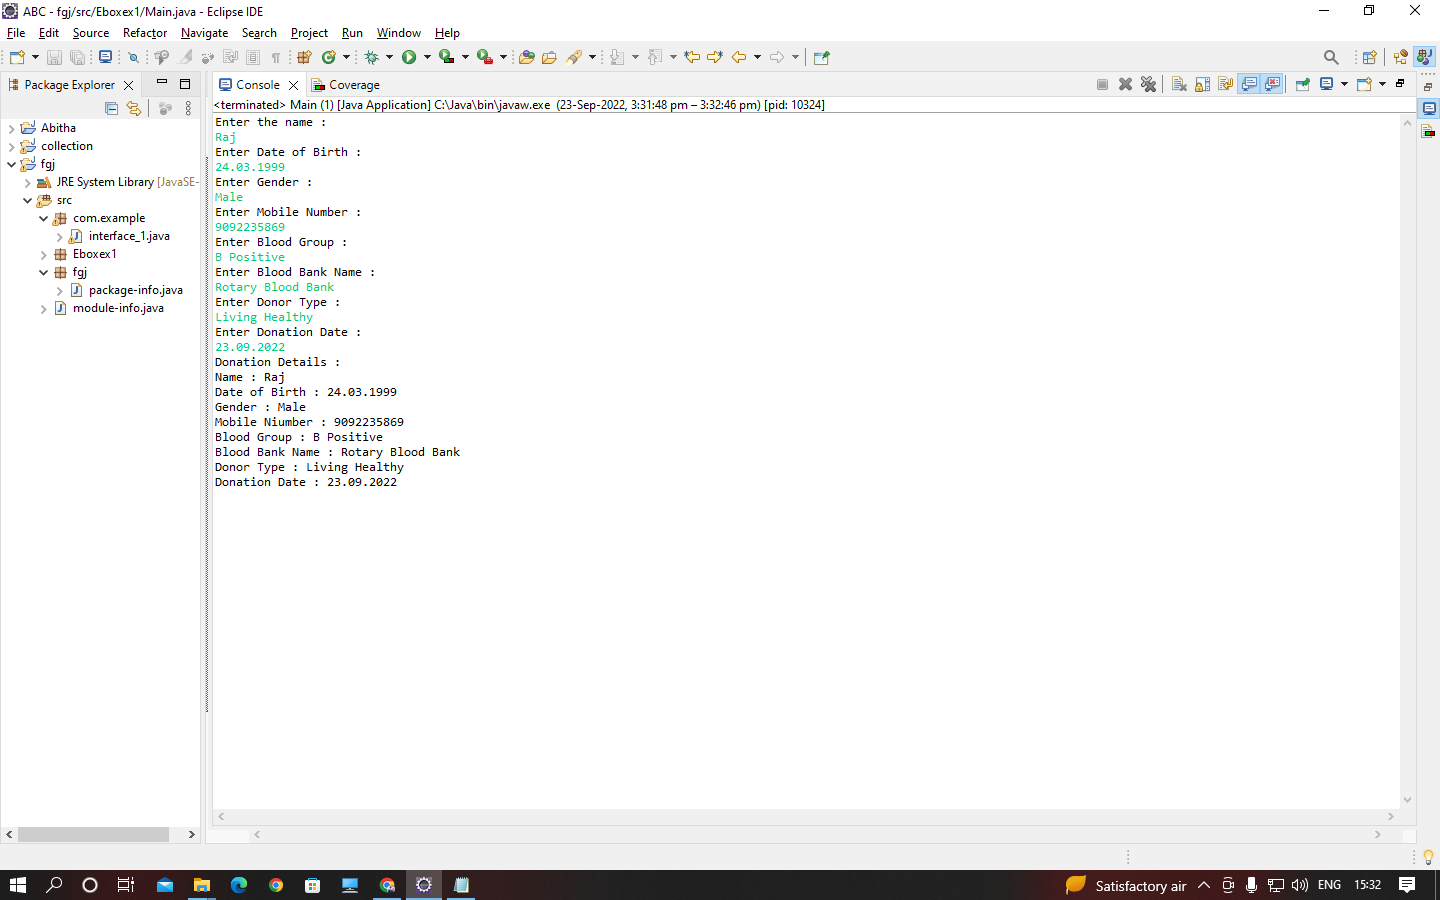 ABC - fgj/src/Eboxex1/Main.java - Eclipse IDE
File Edit Source Refactor Navigate Search Project Run Window Help
Package Explorer
Console
Coverage
<terminated> Main (1) [Java Application] C:\Java\bin\javaw.exe (23-Sep-2022, 3:31:48 pm – 3:32:46 pm) [pid: 10324]
Abitha
collection
fgj
JRE System Library [JavaSE-
src
com.example
interface_1.java
Eboxex1
fgj
package-info.java
module-info.java
Enter the name :
Raj
Enter Date of Birth :
24.03.1999
Enter Gender :
Male
Enter Mobile Number :
9092235869
Enter Blood Group :
B Positive
Enter Blood Bank Name :
Rotary Blood Bank
Enter Donor Type :
Living Healthy
Enter Donation Date :
23.09.2022
Donation Details :
Name : Raj
Date of Birth : 24.03.1999
Gender : Male
Mobile Niumber : 9092235869
Blood Group : B Positive
Blood Bank Name : Rotary Blood Bank
Donor Type : Living Healthy
Donation Date : 23.09.2022
Satisfactory air
ENG
15:32